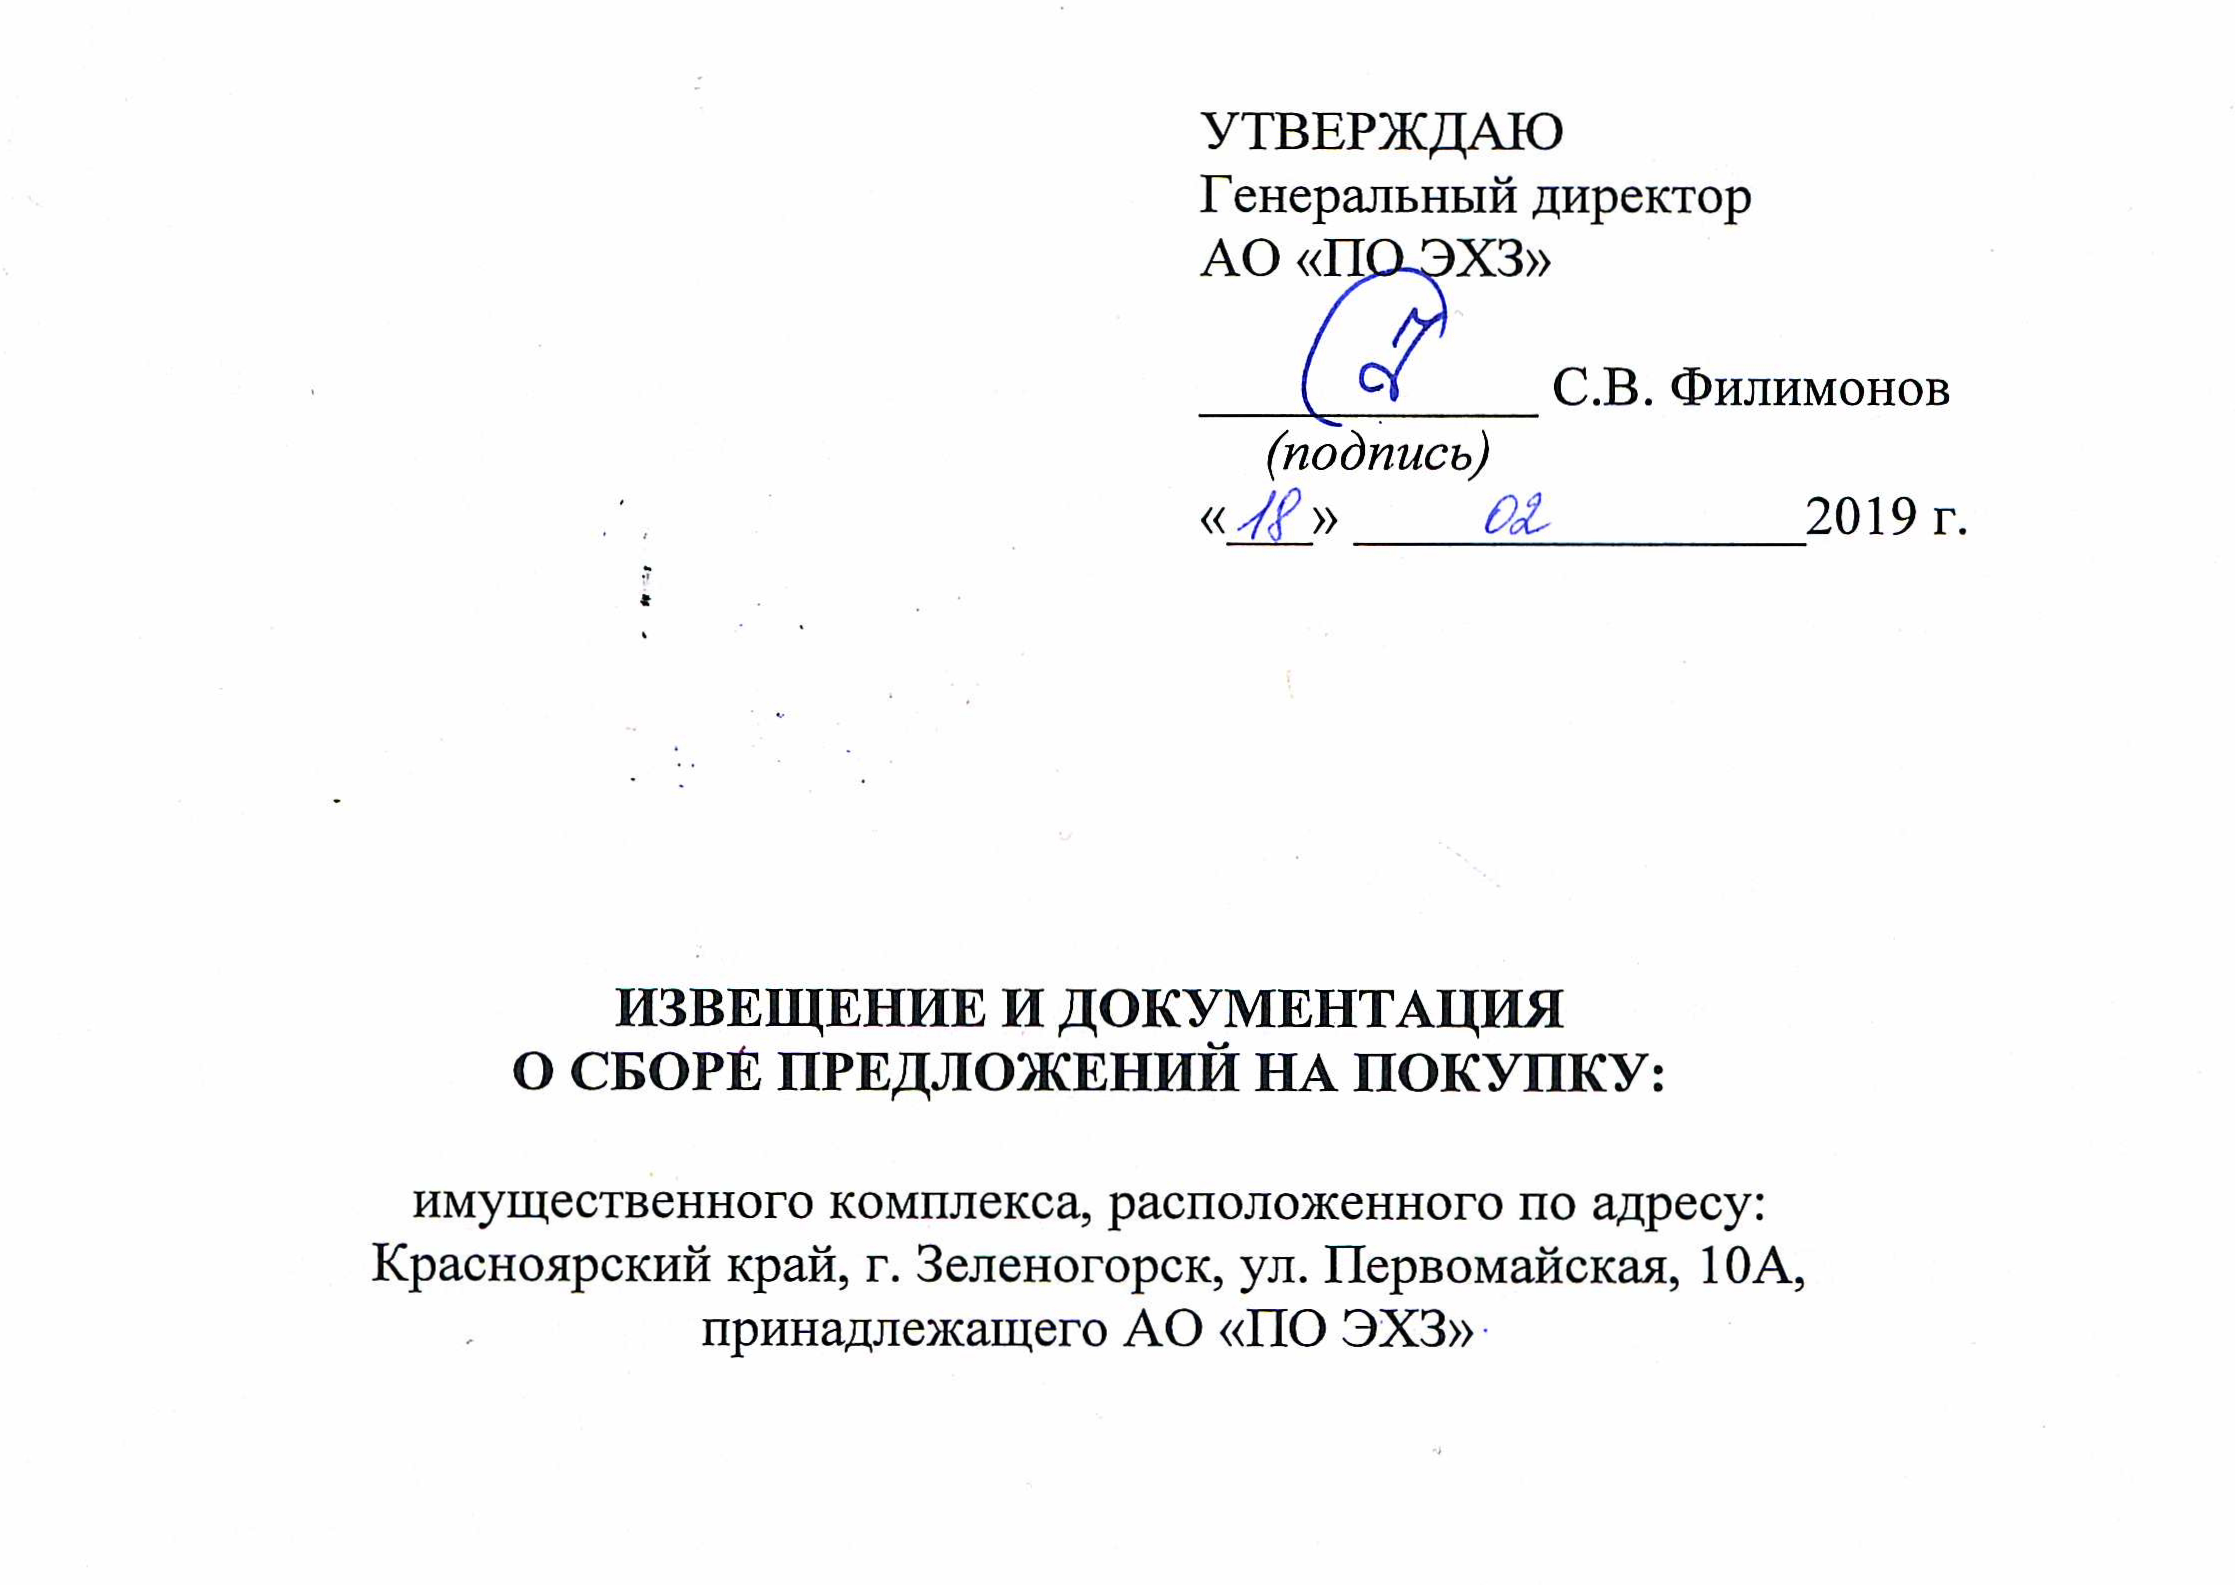 УТВЕРЖДАЮ
Генеральный директор
АО «ПО ЭХЗ»
_____________ С.В. Филимонов
(подпись)
«18» 02 2019 г.
ИЗВЕЩЕНИЕ И ДОКУМЕНТАЦИЯ
О СБОРЕ ПРЕДЛОЖЕНИЙ НА ПОКУПКУ:
имущественного комплекса, расположенного по адресу:
Красноярский край, г. Зеленогорск, ул. Первомайская, 10А,
принадлежащего АО «ПО ЭХЗ»